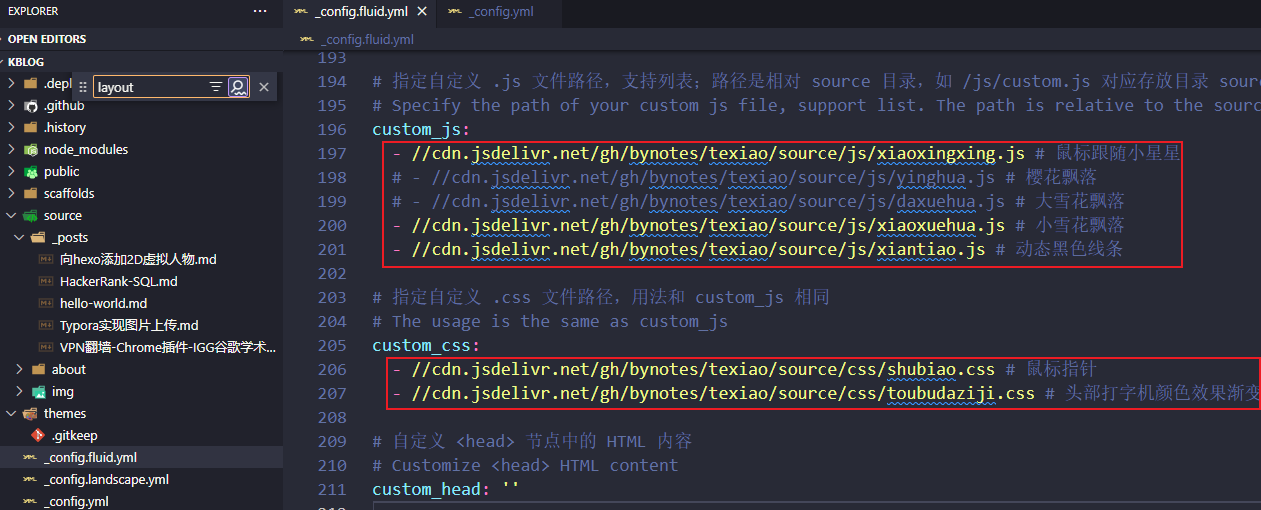 EXPLORER
OPEN EDITORS
KBLOG
layout
.github
.history
node_modules
public
scaffolds
source
_posts
向hexo添加2D虚拟人物.md
HackerRank-SQL.md
hello-world.md
Typora实现图片上传.md
VPN翻墙-Chrome插件-IGG谷歌学术...
about
img
themes
.gitkeep
_config.fluid.yml
_config.landscape.yml
_config.yml
_config.fluid.yml
_config.yml
_config.fluid.yml
193
194 # 指定自定义 .js 文件路径，支持列表；路径是相对 source 目录，如 /js/custom.js 对应存放目录 sour
195 # Specify the path of your custom js file, support list. The path is relative to the sourc
196 custom_js:
197 - //cdn.jsdelivr.net/gh/bynotes/texiao/source/js/xiaoxingxing.js # 鼠标跟随小星星
198 # - //cdn.jsdelivr.net/gh/bynotes/texiao/source/js/yinghua.js # 樱花飘落
199 # - //cdn.jsdelivr.net/gh/bynotes/texiao/source/js/daxuehua.js # 大雪花飘落
200 - //cdn.jsdelivr.net/gh/bynotes/texiao/source/js/xiaoxuehua.js # 小雪花飘落
201 - //cdn.jsdelivr.net/gh/bynotes/texiao/source/js/xiantiao.js # 动态黑色线条
202
203 # 指定自定义 .css 文件路径，用法和 custom_js 相同
204 # The usage is the same as custom_js
205 custom_css:
206 - //cdn.jsdelivr.net/gh/bynotes/texiao/source/css/shubiao.css # 鼠标指针
207 - //cdn.jsdelivr.net/gh/bynotes/texiao/source/css/toubudaziji.css # 头部打字机颜色效果渐变
208
209 # 自定义 <head> 节点中的 HTML 内容
210 # Customize <head> HTML content
211 custom_head: ''